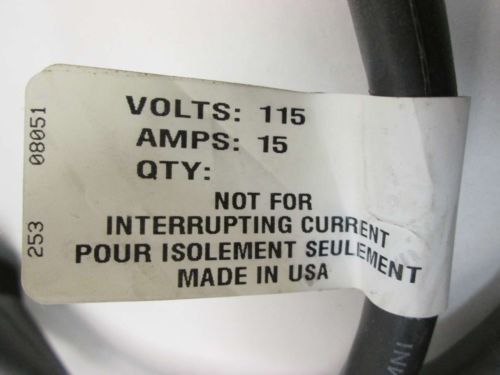 VOLTS: 115
AMPS: 15
QTY:
NOT FOR
INTERRUPTING CURRENT
POUR ISOLEMENT SEULEMENT
MADE IN USA
253 08051